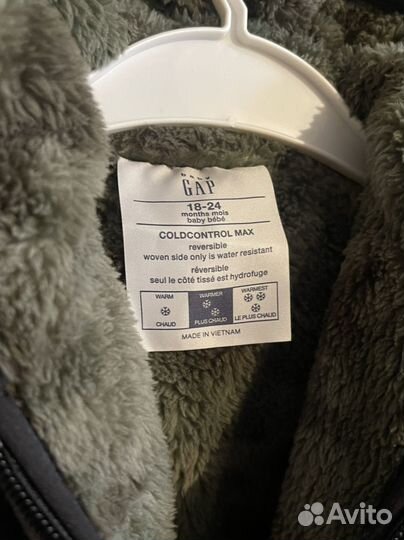 BABY
GAP
18-24
months mois
baby bébé
COLDCONTROL MAX
reversible
woven side only is water resistant
réversible
seul le côté tissé est hydrofuge
WARM WARMER WARMEST
CHAUD PLUS CHAUD LE PLUS CHAUD
MADE IN VIETNAM
Avito